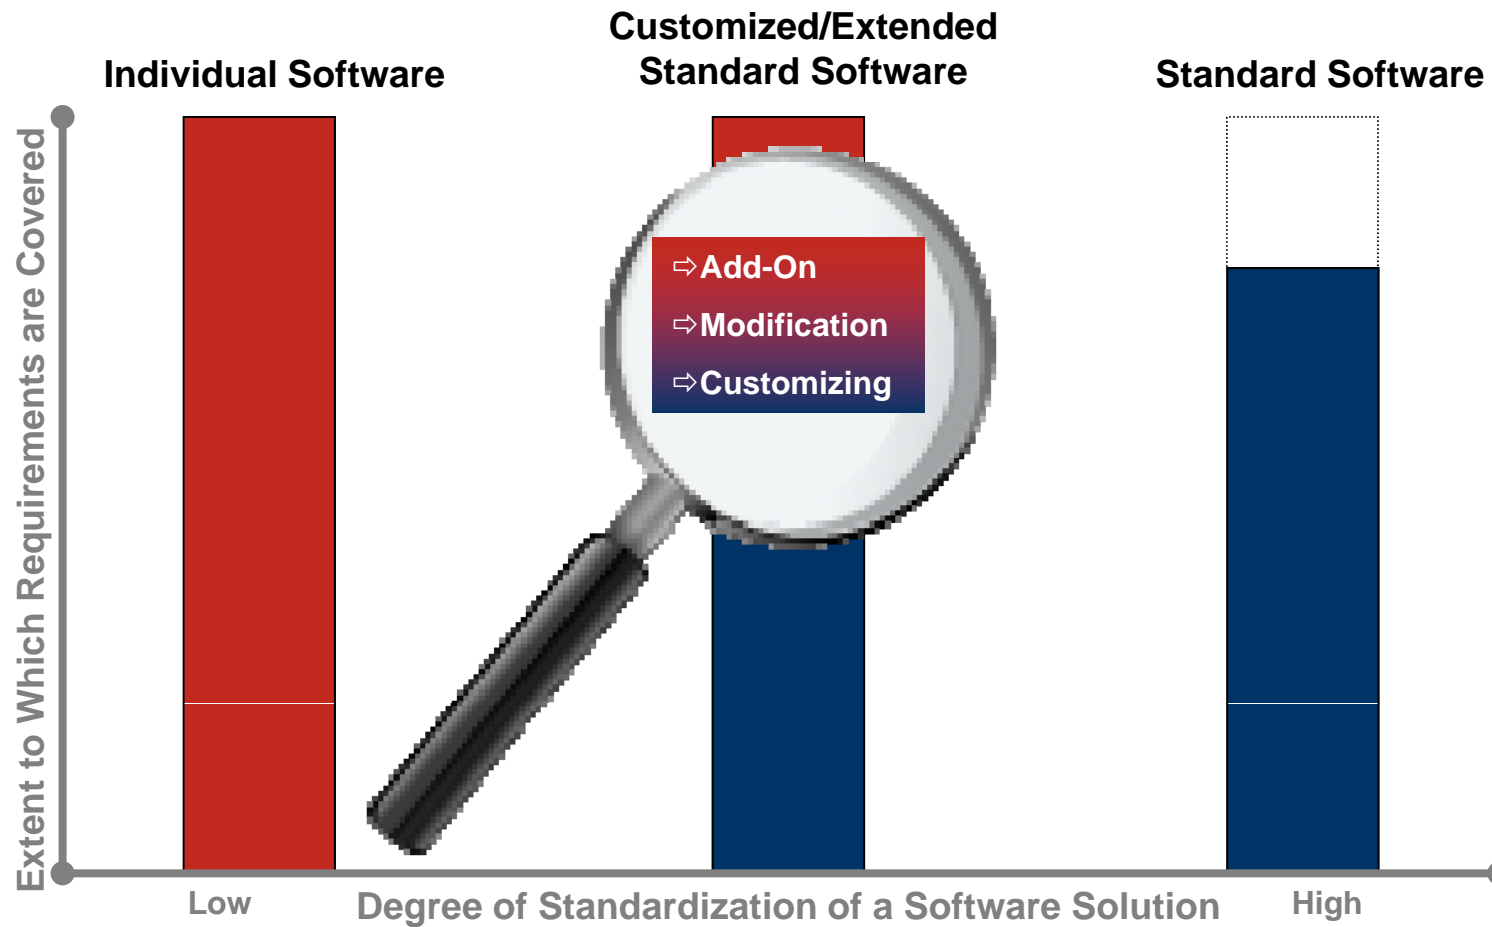 Customized/Extended
Standard Software
Individual Software
Standard Software
Extent to Which Requirements are Covered
⇨Add-On
⇨Modification
⇨Customizing
Low
Degree of Standardization of a Software Solution
High